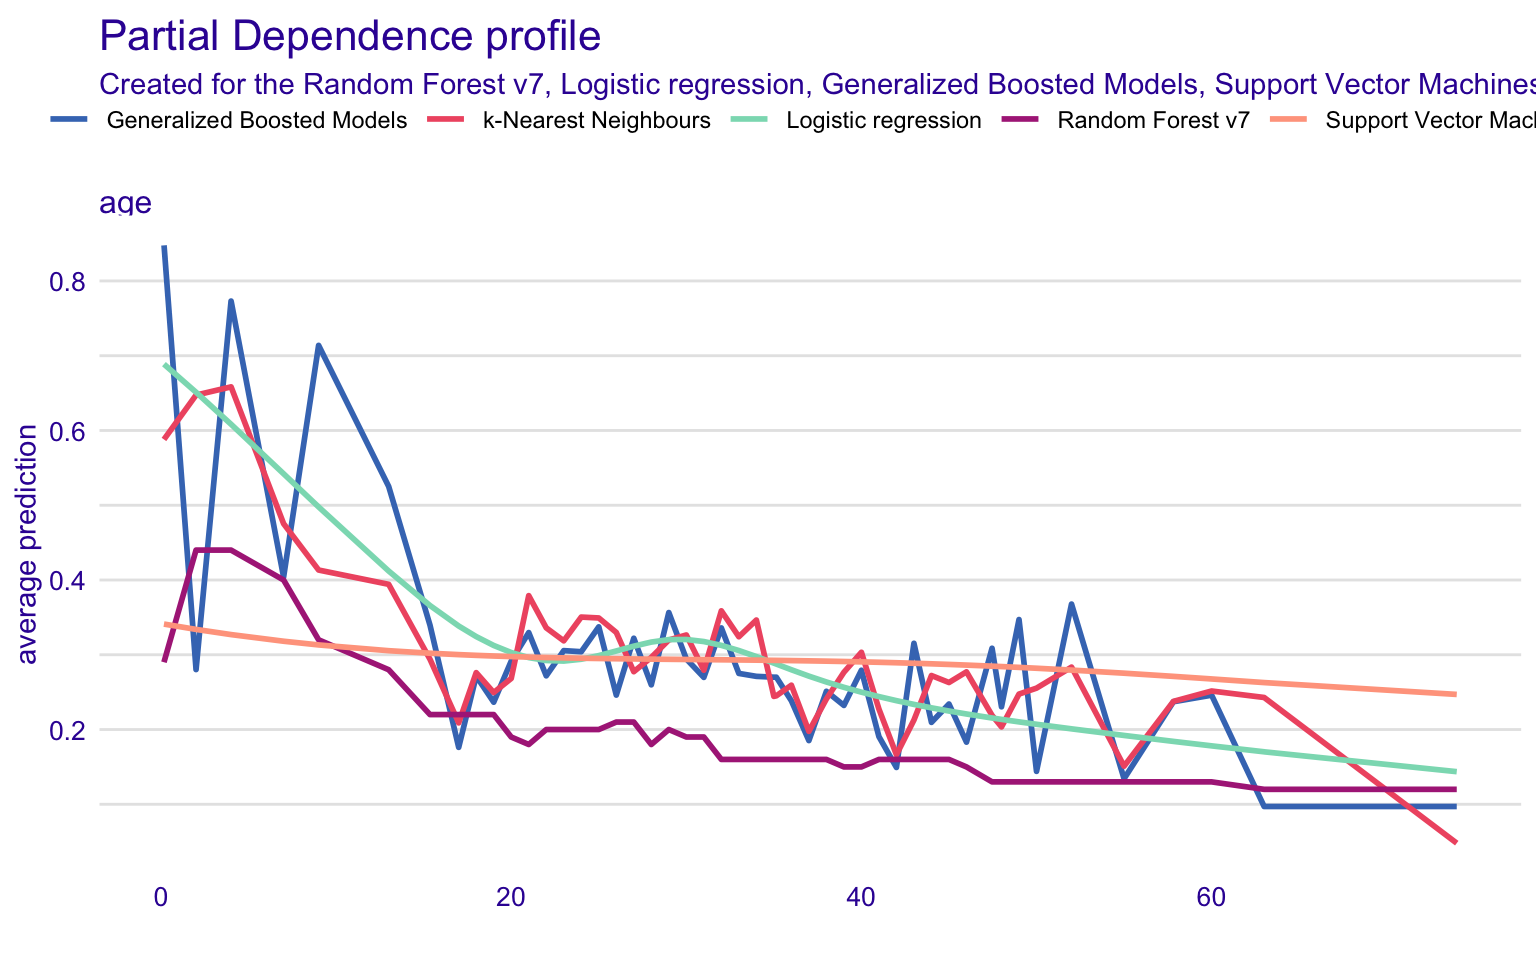 Partial Dependence profile
Created for the Random Forest v7, Logistic regression, Generalized Boosted Models, Support Vector Machines
Generalized Boosted Models k-Nearest Neighbours Logistic regression Random Forest v7 Support Vector
age
0.8
0.6
0.4
0.2
average prediction
0 20 40 60